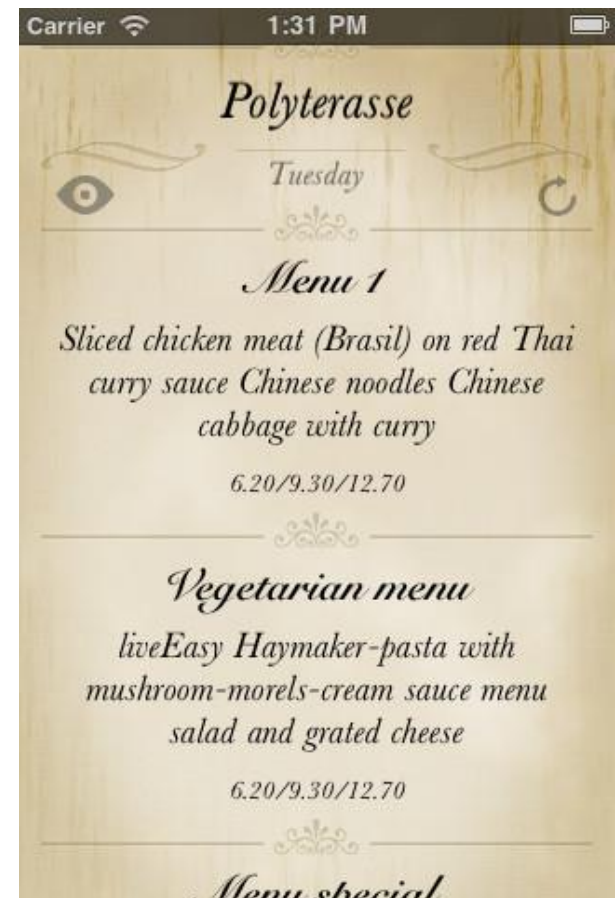 Carrier 1:31 PM
Polyterasse
Tuesday
Menu 1
Sliced chicken meat (Brasil) on red Thai
curry sauce Chinese noodles Chinese
cabbage with curry
6.20/9.30/12.70
Vegetarian menu
liveEasy Haymaker-pasta with
mushroom-morels-cream sauce menu
salad and grated cheese
6.20/9.30/12.70
Menu special